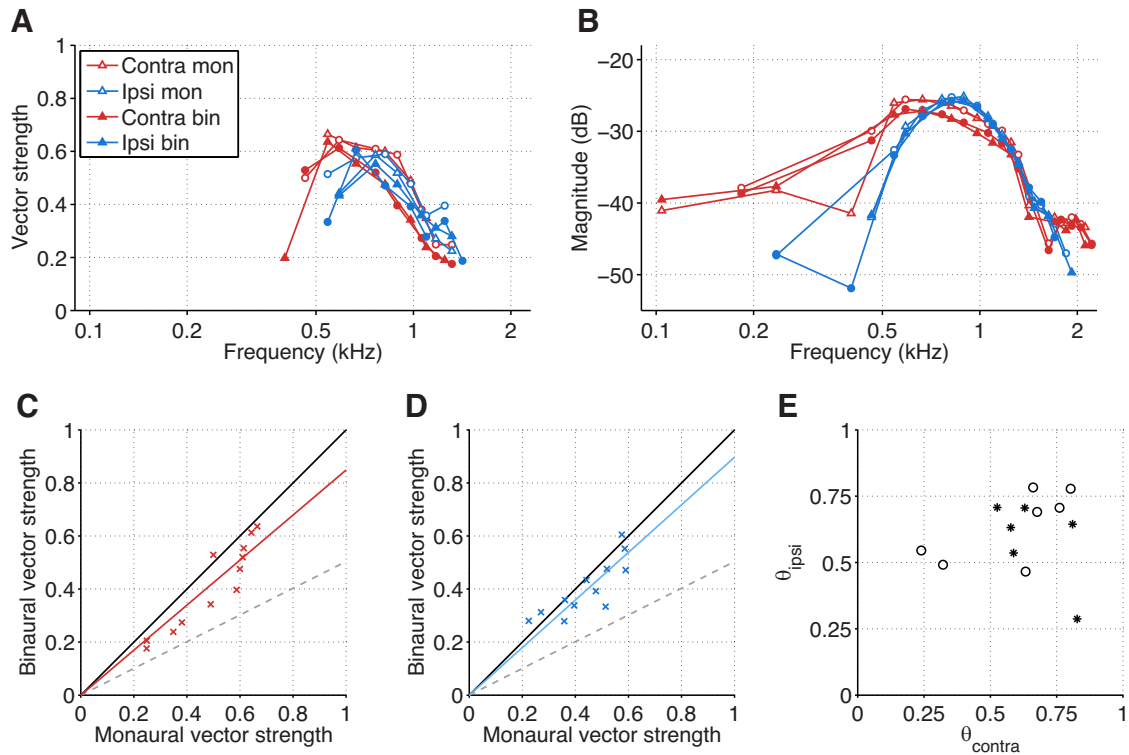 A
Vector strength
1
0.8
0.6
0.4
0.2
0
Contra mon
Ipsi mon
Contra bin
Ipsi bin
0.1 0.2 0.5 1 2
Frequency (kHz)
B
Magnitude (dB)
−20
−30
−40
−50
0.1 0.2 0.5 1 2
Frequency (kHz)
C
Binaural vector strength
1
0.8
0.6
0.4
0.2
0
0 0.2 0.4 0.6 0.8 1
Monaural vector strength
D
Binaural vector strength
1
0.8
0.6
0.4
0.2
0
0 0.2 0.4 0.6 0.8 1
Monaural vector strength
E
θipsi
1
0.75
0.5
0.25
0
0 0.25 0.5 0.75 1
θcontra